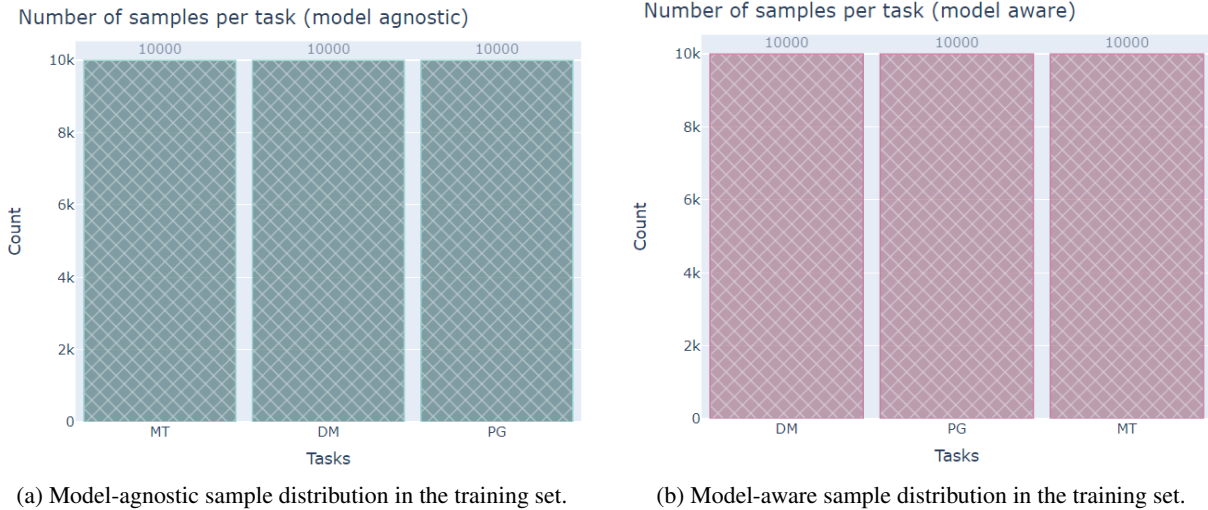 Number of samples per task (model agnostic)
10000 10000 10000
10k
8k
6k
4k
2k
0
Count
MT DM PG
Tasks
(a) Model-agnostic sample distribution in the training set.
Number of samples per task (model aware)
10000 10000 10000
10k
8k
6k
4k
2k
0
Count
DM PG MT
Tasks
(b) Model-aware sample distribution in the training set.